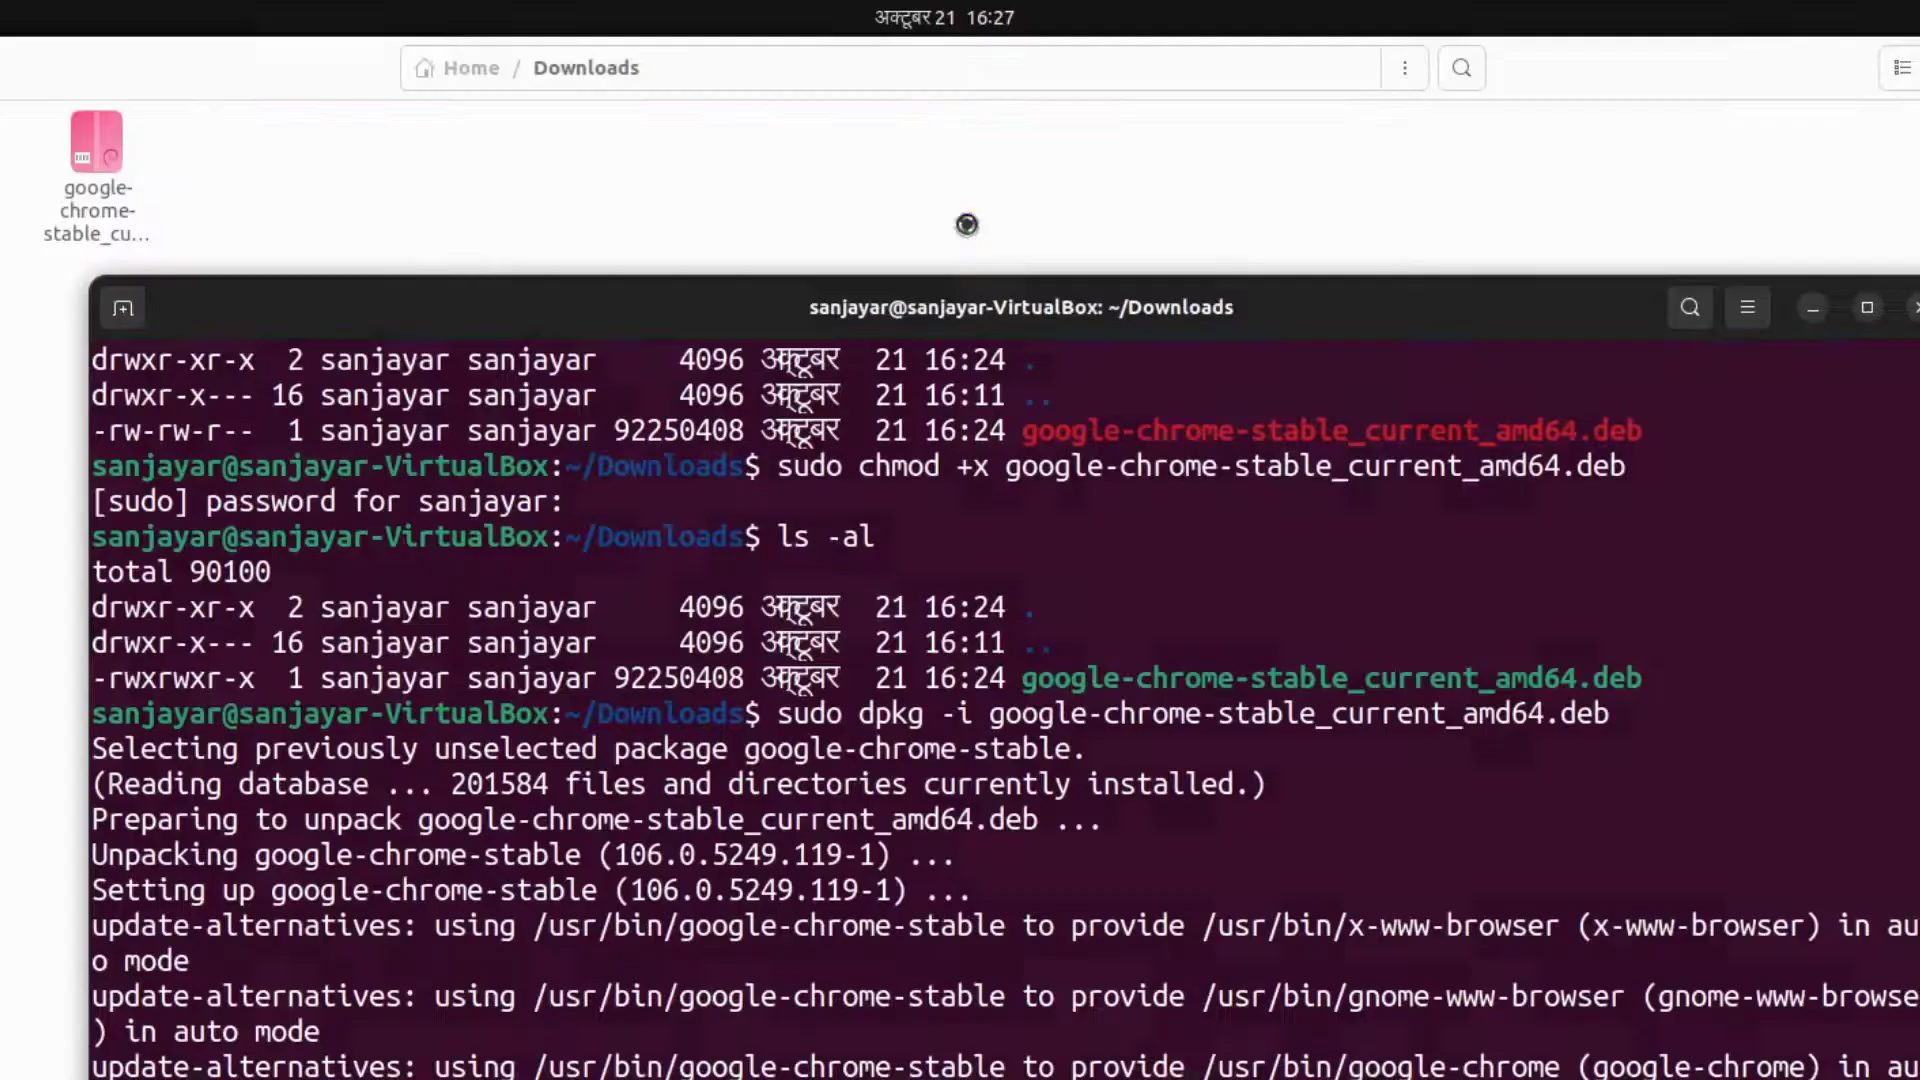 अक्टूबर 21 16:27
Home / Downloads
google-
chrome-
stable_cu...
sanjayar@sanjayar-VirtualBox: ~/Downloads
drwxr-xr-x  2 sanjayar sanjayar     4096 अक्टूबर  21 16:24 .
drwxr-x--- 16 sanjayar sanjayar     4096 अक्टूबर  21 16:11 ..
-rw-rw-r--  1 sanjayar sanjayar 92250408 अक्टूबर  21 16:24 google-chrome-stable_current_amd64.deb
sanjayar@sanjayar-VirtualBox:~/Downloads$ sudo chmod +x google-chrome-stable_current_amd64.deb
[sudo] password for sanjayar:
sanjayar@sanjayar-VirtualBox:~/Downloads$ ls -al
total 90100
drwxr-xr-x  2 sanjayar sanjayar     4096 अक्टूबर  21 16:24 .
drwxr-x--- 16 sanjayar sanjayar     4096 अक्टूबर  21 16:11 ..
-rwxrwxr-x  1 sanjayar sanjayar 92250408 अक्टूबर  21 16:24 google-chrome-stable_current_amd64.deb
sanjayar@sanjayar-VirtualBox:~/Downloads$ sudo dpkg -i google-chrome-stable_current_amd64.deb
Selecting previously unselected package google-chrome-stable.
(Reading database ... 201584 files and directories currently installed.)
Preparing to unpack google-chrome-stable_current_amd64.deb ...
Unpacking google-chrome-stable (106.0.5249.119-1) ...
Setting up google-chrome-stable (106.0.5249.119-1) ...
update-alternatives: using /usr/bin/google-chrome-stable to provide /usr/bin/x-www-browser (x-www-browser) in au
o mode
update-alternatives: using /usr/bin/google-chrome-stable to provide /usr/bin/gnome-www-browser (gnome-www-browse
) in auto mode
update-alternatives: using /usr/bin/google-chrome-stable to provide /usr/bin/google-chrome (google-chrome) in au